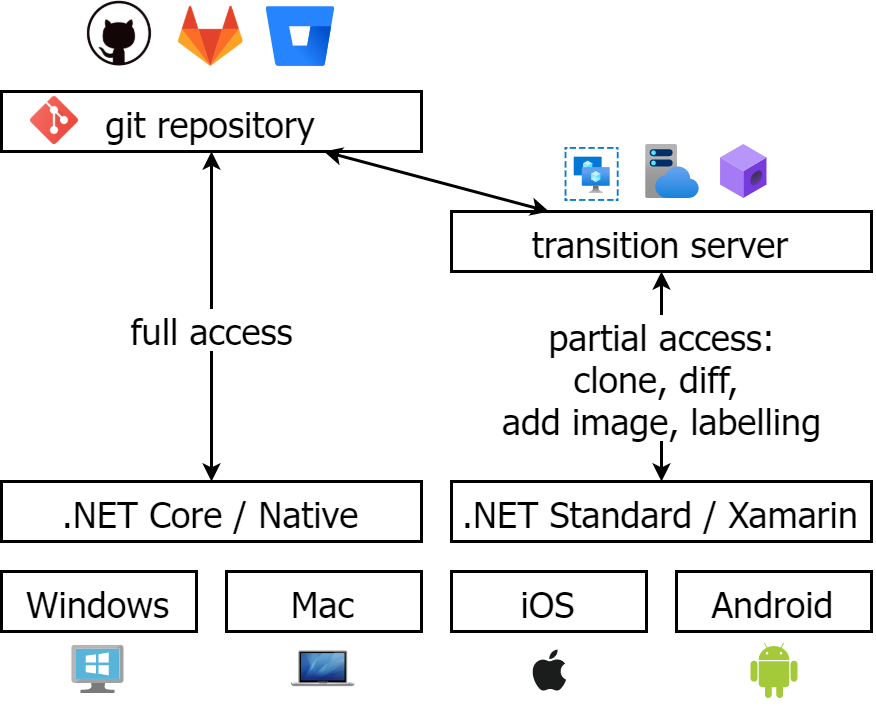 git repository
transition server
full access
partial access:
clone, diff,
add image, labelling
.NET Core / Native
.NET Standard / Xamarin
Windows
Mac
iOS
Android